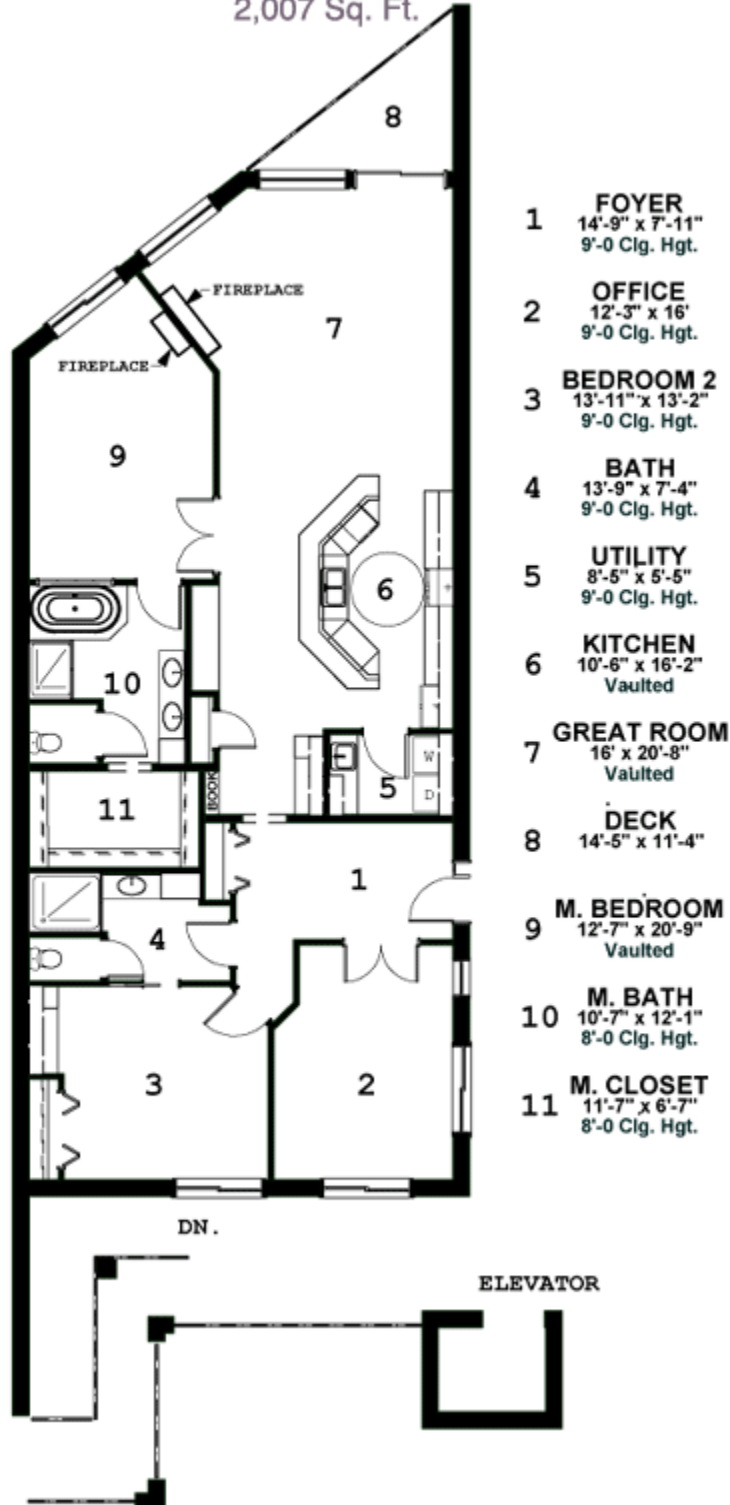 2,007 Sq. Ft.
8
FIREPLACE
7
FIREPLACE
9
6
10
W
5
D
BOOK
11
1
4
3
2
DN.
ELEVATOR
1 FOYER
14'-9" x 7'-11"
9'-0 Clg. Hgt.
2 OFFICE
12'-3" x 16'
9'-0 Clg. Hgt.
3 BEDROOM 2
13'-11" x 13'-2"
9'-0 Clg. Hgt.
4 BATH
13'-9" x 7'-4"
9'-0 Clg. Hgt.
5 UTILITY
8'-5" x 5'-5"
9'-0 Clg. Hgt.
6 KITCHEN
10'-6" x 16'-2"
Vaulted
7 GREAT ROOM
16' x 20'-8"
Vaulted
8 DECK
14'-5" x 11'-4"
9 M. BEDROOM
12'-7" x 20'-9"
Vaulted
10 M. BATH
10'-7" x 12'-1"
8'-0 Clg. Hgt.
11 M. CLOSET
11'-7" x 6'-7"
8'-0 Clg. Hgt.